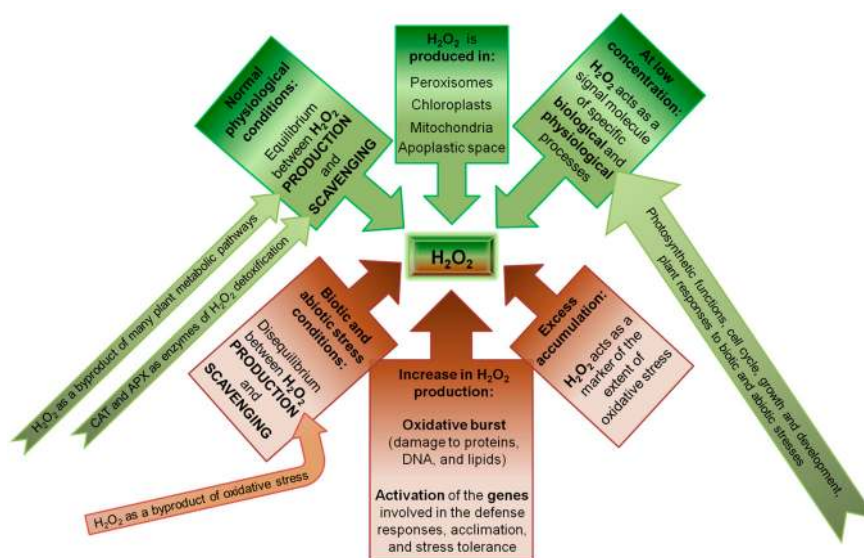 Normal
physiological
conditions:
Equilibrium
between H₂O₂
PRODUCTION
and
SCAVENGING
H₂O₂ is
produced in:
Peroxisomes
Chloroplasts
Mitochondria
Apoplastic space
At low
concentration:
H₂O₂ acts as a
signal molecule
of specific
biological and
physiological
processes
H₂O₂ as a byproduct of many plant metabolic pathways
CAT and APX as enzymes of H₂O₂ detoxification
Photosynthetic functions, cell cycle, growth and development,
plant responses to biotic and abiotic stresses
H₂O₂
Biotic and
abiotic stress
conditions:
Disequilibrium
between H₂O₂
PRODUCTION
and
SCAVENGING
H₂O₂ as a byproduct of oxidative stress
Increase in H₂O₂
production:
Oxidative burst
(damage to proteins,
DNA, and lipids)
Activation of the genes
involved in the defense
responses, acclimation,
and stress tolerance
Excess
accumulation:
H₂O₂ acts as a
marker of the
extent of
oxidative stress